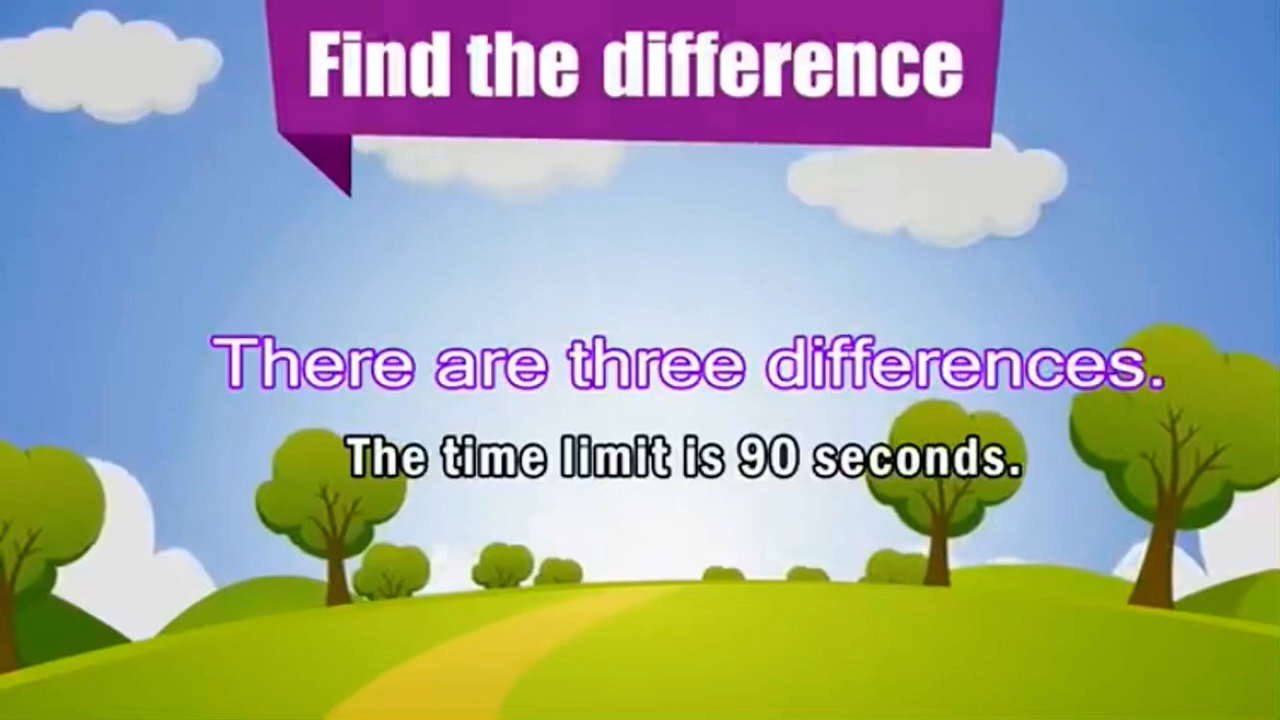 Find the difference
There are three differences.
The time limit is 90 seconds.